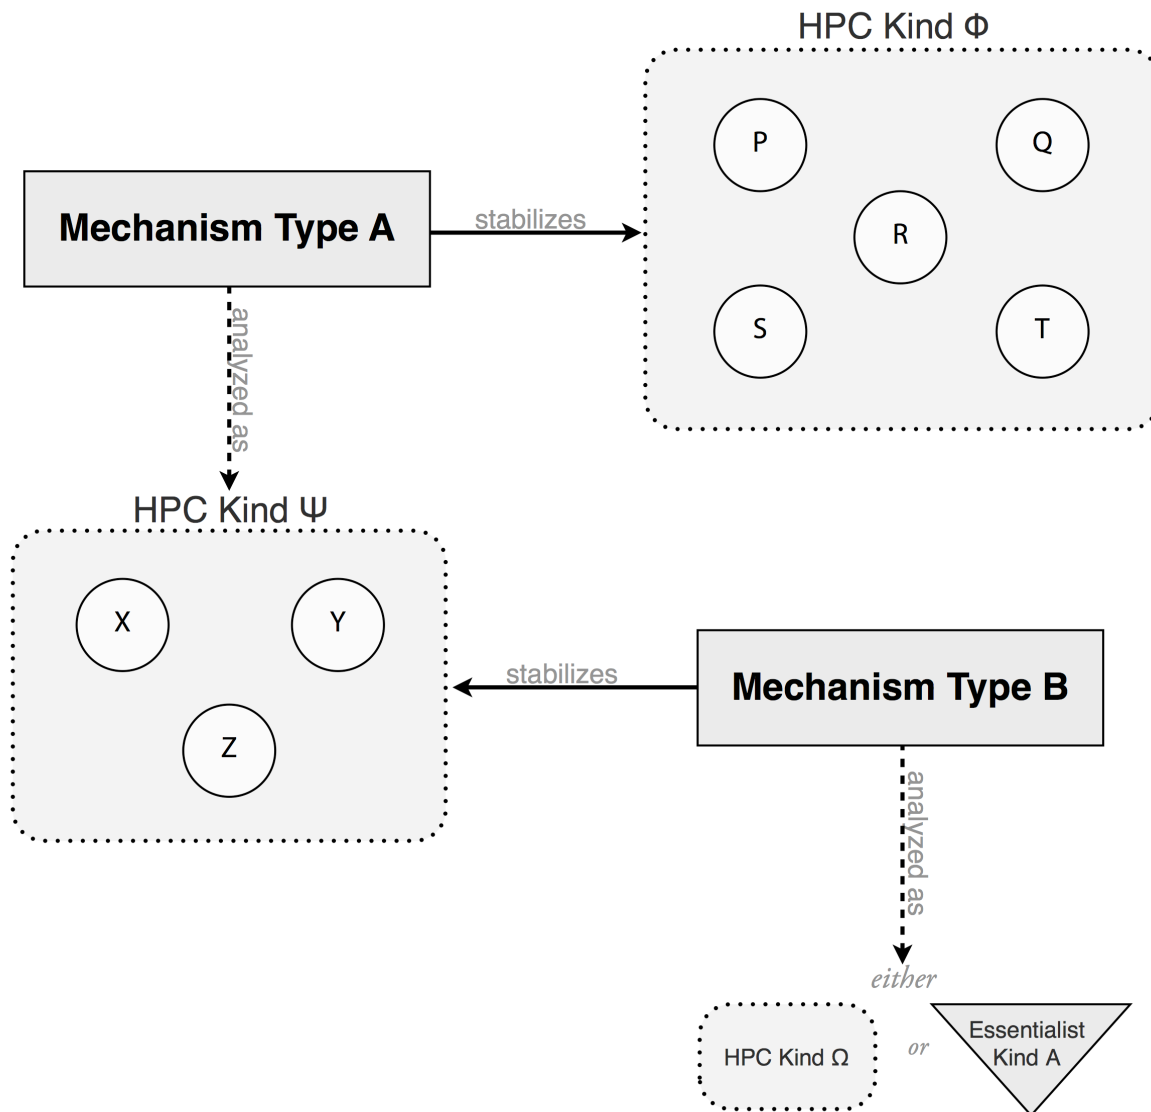 HPC Kind Φ
P
Q
Mechanism Type A
stabilizes
R
S
T
analyzed as
HPC Kind Ψ
X
Y
Z
stabilizes
Mechanism Type B
analyzed as
either
HPC Kind Ω
or
Essentialist
Kind A